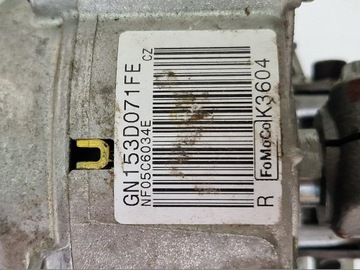 GN153D071FE
CZ
NF05C6034E
R FoMoCo K3604
U